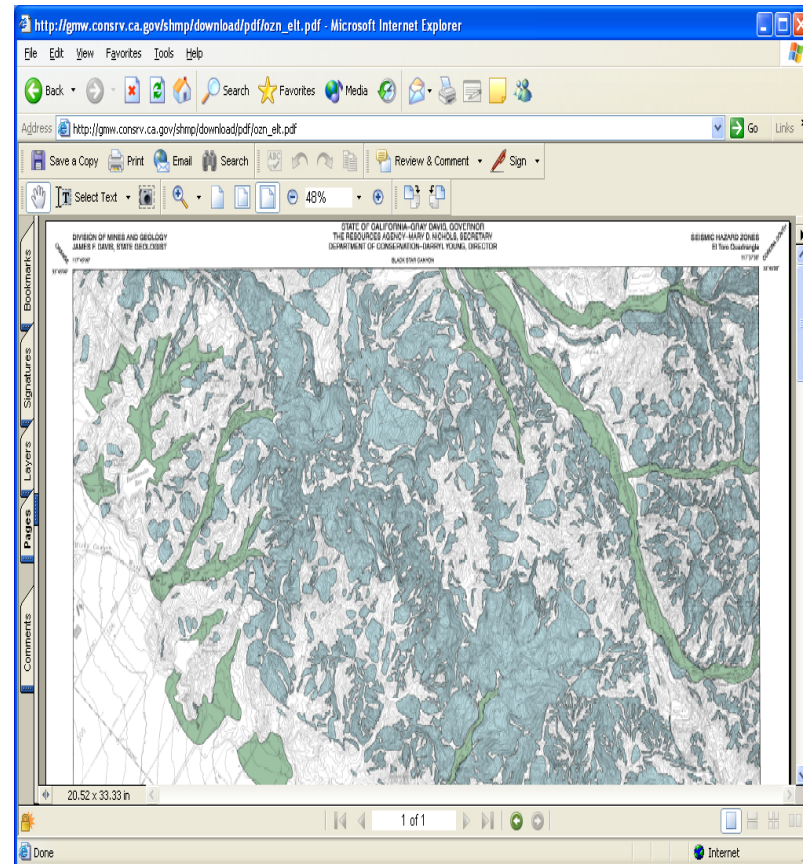 http://gmw.consrv.ca.gov/shmp/download/pdf/ozn_elt.pdf - Microsoft Internet Explorer
File Edit View Favorites Tools Help
Back Search Favorites Media
Address http://gmw.consrv.ca.gov/shmp/download/pdf/ozn_elt.pdf Go Links
Save a Copy Print Email Search Review & Comment Sign
Select Text 48%
Bookmarks
Signatures
Layers
Pages
Comments
DIVISION OF MINES AND GEOLOGY
JAMES F. DAVIS, STATE GEOLOGIST
STATE OF CALIFORNIA-GRAY DAVIS, GOVERNOR
THE RESOURCES AGENCY-MARY D. NICHOLS, SECRETARY
DEPARTMENT OF CONSERVATION-DARRYL YOUNG, DIRECTOR
BLACK STAR CANYON
SEISMIC HAZARD ZONES
El Toro Quadrangle
20.52 x 33.33 in
1 of 1
Done Internet